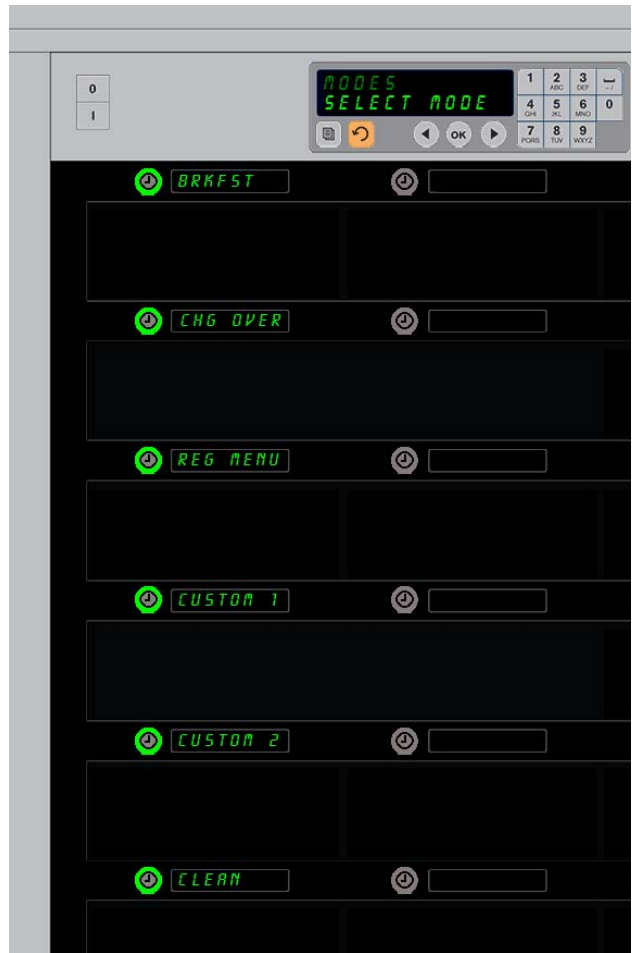 0
I
MODES
SELECT MODE
1 2 ABC 3 DEF - /
4 GHI 5 JKL 6 MNO 0
7 PQRS 8 TUV 9 WXYZ
OK
BRKFST
CHG OVER
REG MENU
CUSTOM 1
CUSTOM 2
CLEAN